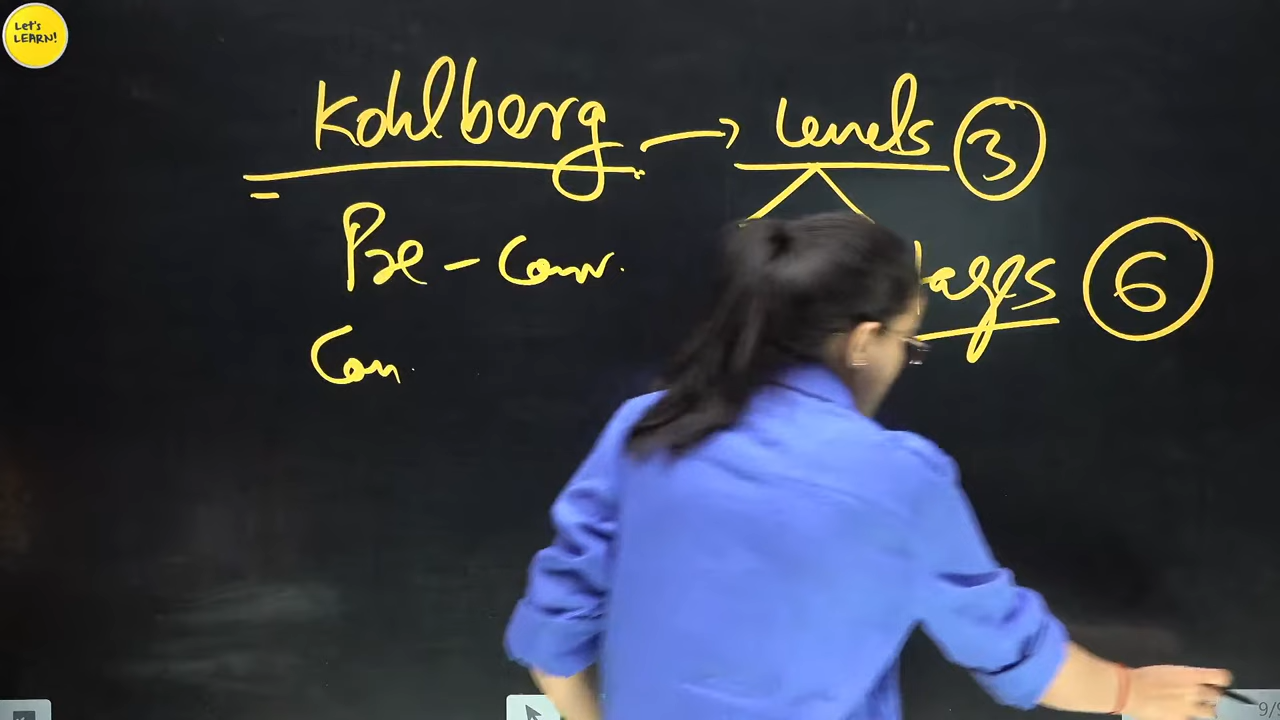 Let's
LEARN!
Kohlberg → Levels 3
Pre - Conv.
6
Con.